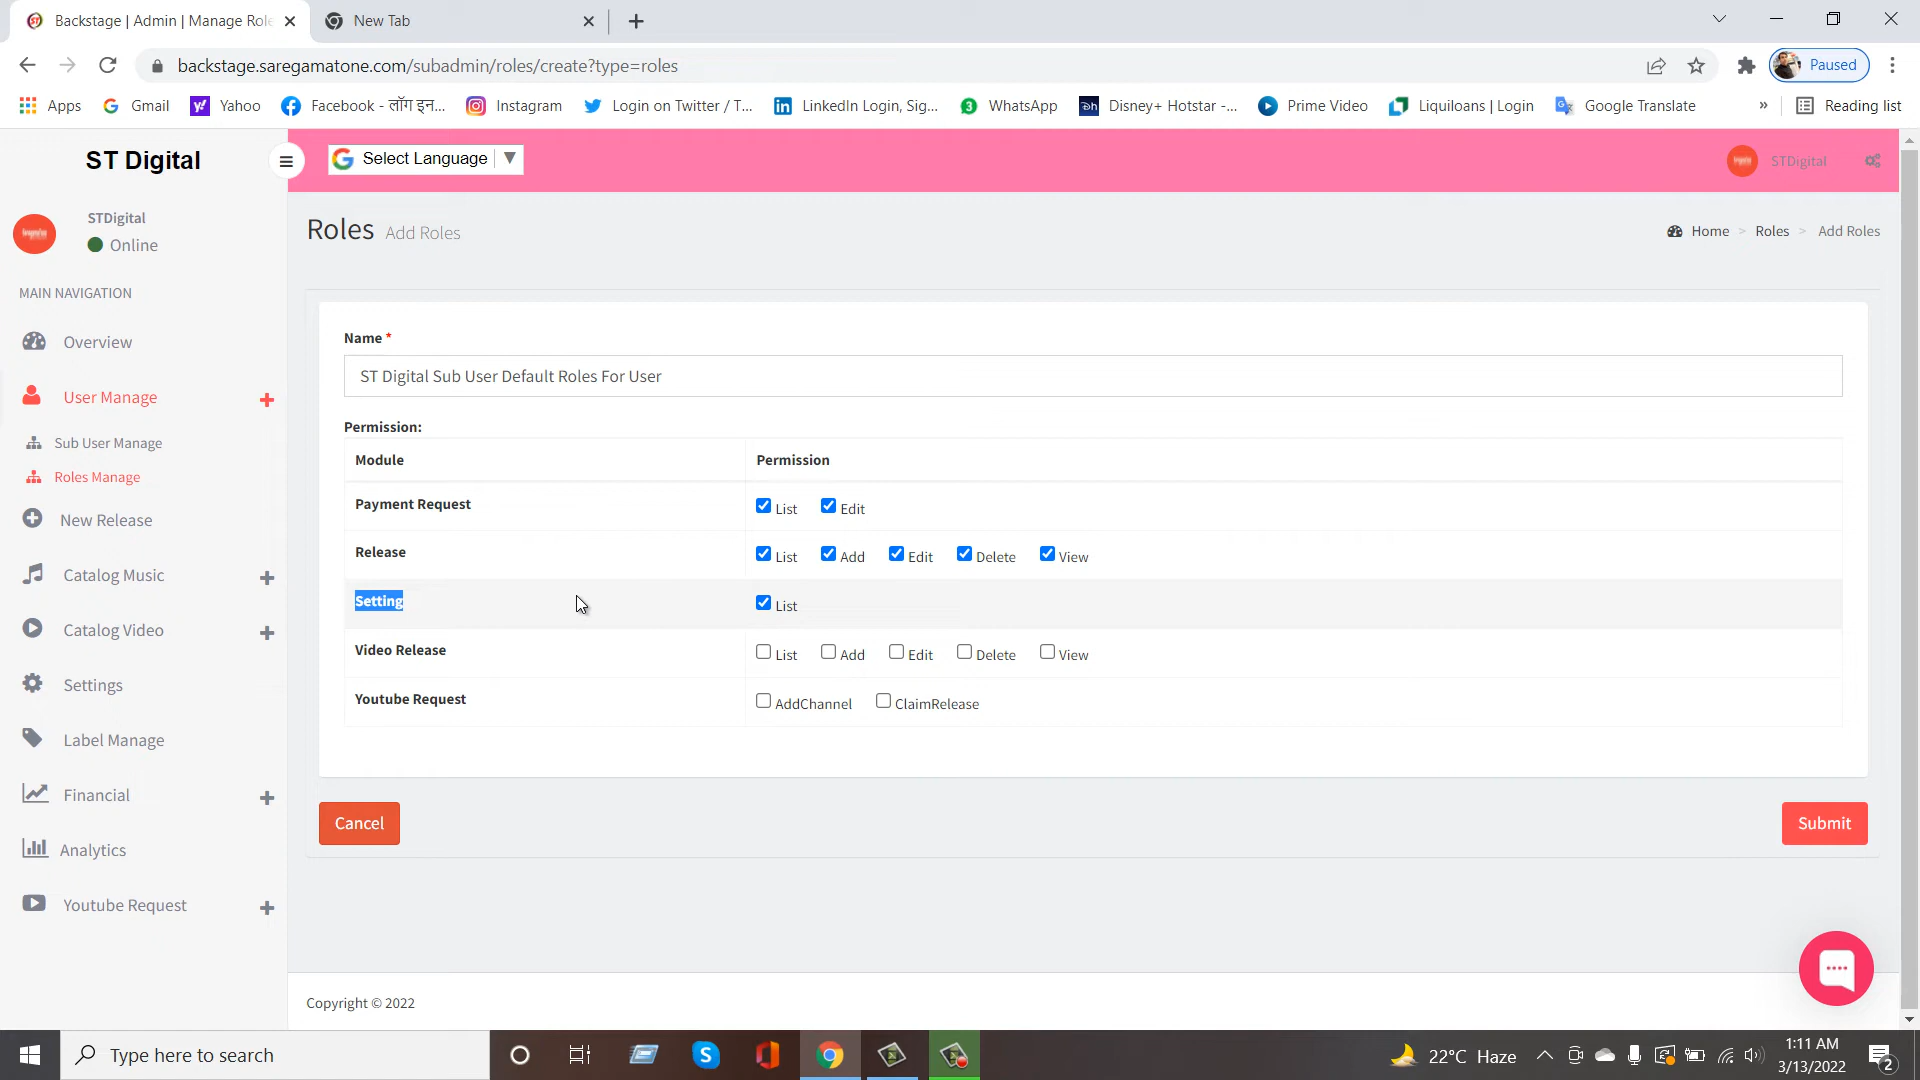 Backstage | Admin | Manage Role
New Tab
backstage.saregamatone.com/subadmin/roles/create?type=roles
Paused
Apps
Gmail
Yahoo
Facebook - लॉग इन...
Instagram
Login on Twitter / T...
LinkedIn Login, Sig...
WhatsApp
Disney+ Hotstar -...
Prime Video
Liquiloans | Login
Google Translate
»
Reading list
ST Digital
Select Language
STDigital
STDigital
Online
Roles Add Roles
Home > Roles > Add Roles
MAIN NAVIGATION
Overview
User Manage
Sub User Manage
Roles Manage
New Release
Catalog Music
Catalog Video
Settings
Label Manage
Financial
Analytics
Youtube Request
Name *
ST Digital Sub User Default Roles For User
Permission:
Module Permission
Payment Request List Edit
Release List Add Edit Delete View
Setting List
Video Release List Add Edit Delete View
Youtube Request AddChannel ClaimRelease
Cancel
Submit
Copyright © 2022
Type here to search
22°C Haze
1:11 AM
3/13/2022
2